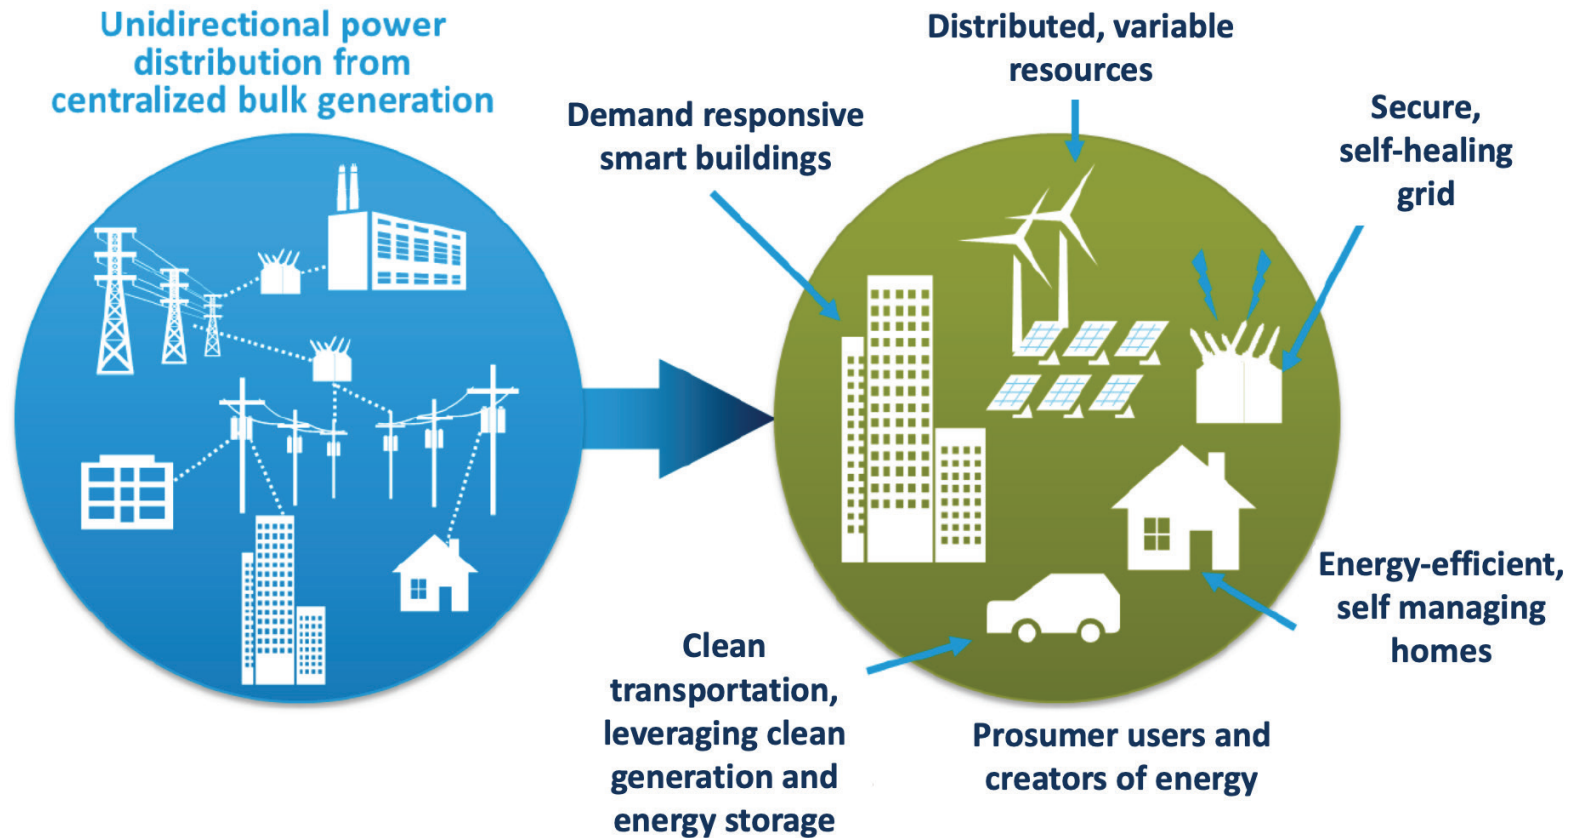 Unidirectional power
distribution from
centralized bulk generation
Demand responsive
smart buildings
Distributed, variable
resources
Secure,
self-healing
grid
Energy-efficient,
self managing
homes
Clean
transportation,
leveraging clean
generation and
energy storage
Prosumer users and
creators of energy